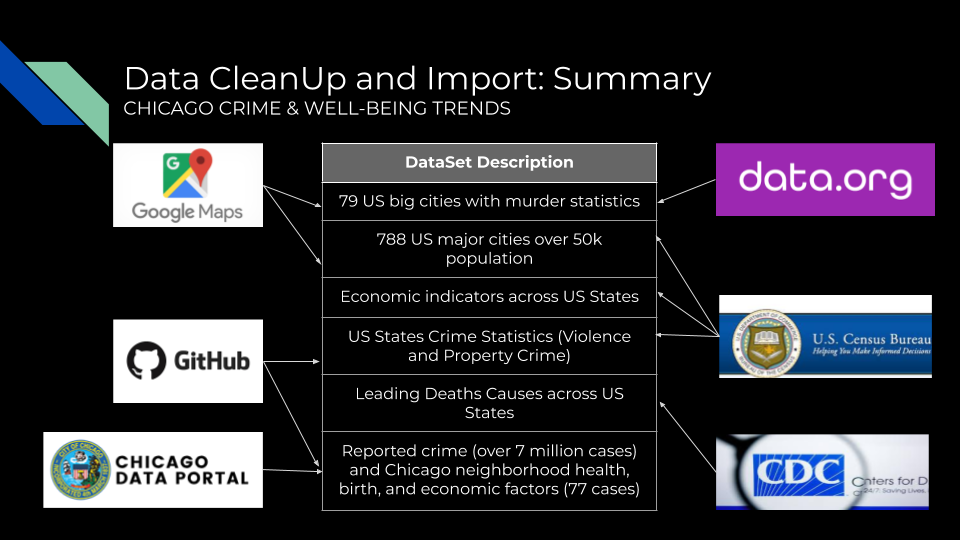 Data CleanUp and Import: Summary
CHICAGO CRIME & WELL-BEING TRENDS
G
Google Maps
DataSet Description
data.org
79 US big cities with murder statistics
788 US major cities over 50k
population
Economic indicators across US States
U.S. Census Bureau
Helping You Make Informed Decisions
US States Crime Statistics (Violence
and Property Crime)
GitHub
Leading Deaths Causes across US
States
CHICAGO
DATA PORTAL
Reported crime (over 7 million cases)
and Chicago neighborhood health,
birth, and economic factors (77 cases)
CDC
nters for D
24/7: Saving Lives,